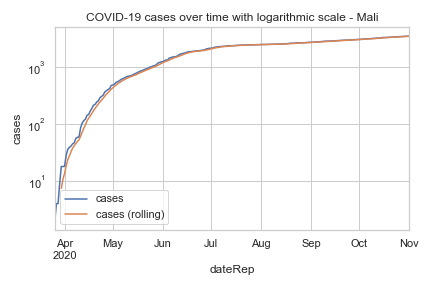 COVID-19 cases over time with logarithmic scale - Mali
cases
10³
10²
10¹
cases
cases (rolling)
Apr May Jun Jul Aug Sep Oct Nov
2020
dateRep